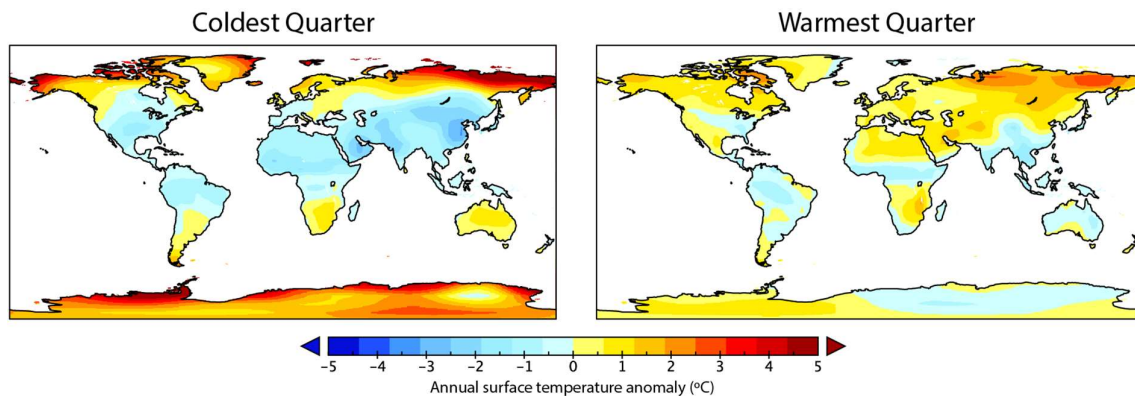 Coldest Quarter
Warmest Quarter
−5 −4 −3 −2 −1 0 1 2 3 4 5
Annual surface temperature anomaly (ºC)